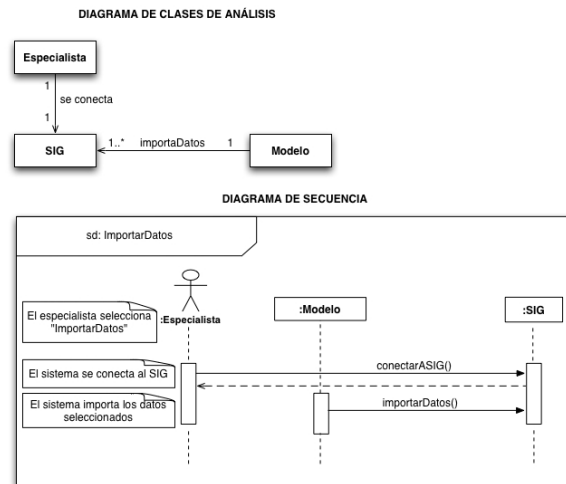 DIAGRAMA DE CLASES DE ANÁLISIS
Especialista
1
se conecta
1
SIG
1..* importaDatos 1
Modelo
DIAGRAMA DE SECUENCIA
sd: ImportarDatos
El especialista selecciona
"ImportarDatos"
:Especialista
:Modelo
:SIG
El sistema se conecta al SIG
conectarASIG()
El sistema importa los datos
seleccionados
importarDatos()